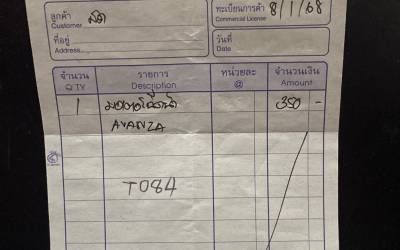 ลูกค้า สด ทะเบียนการค้า 8/1/68
Customer Commercial License
ที่อยู่ วันที่
Address Date
จำนวน รายการ หน่วยละ จำนวนเงิน
Q'TY Description @ Amount
1 350 -
AVANZA
T084